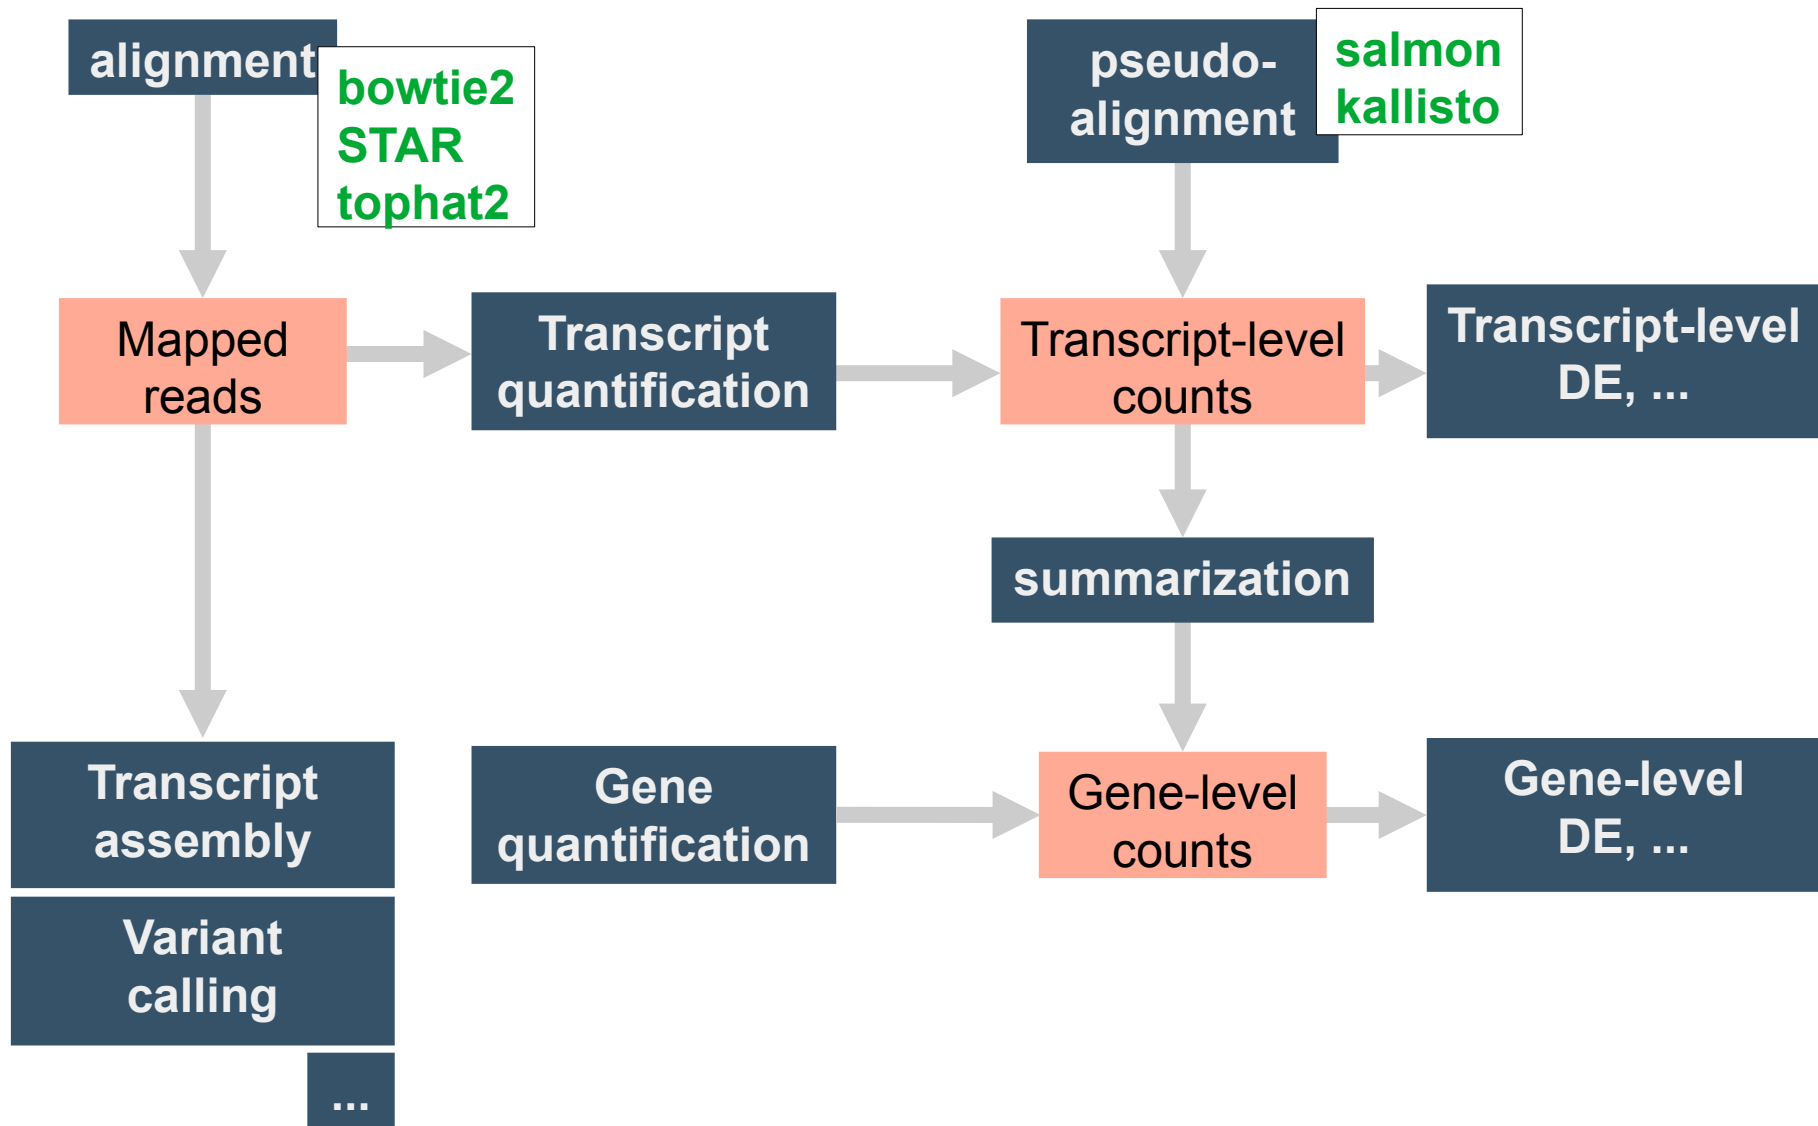 alignment
bowtie2
STAR
tophat2
pseudo-
alignment
salmon
kallisto
Mapped
reads
Transcript
quantification
Transcript-level
counts
Transcript-level
DE, ...
summarization
Transcript
assembly
Gene
quantification
Gene-level
counts
Gene-level
DE, ...
Variant
calling
...